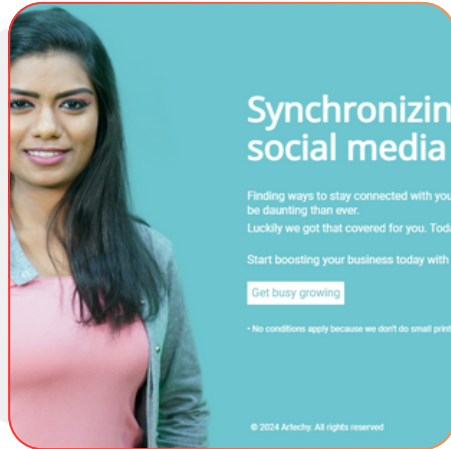 Synchronizin
social media
Finding ways to stay connected with you
be daunting than ever.
Luckily we got that covered for you. Toda
Start boosting your business today with
Get busy growing
• No conditions apply because we don't do small print
© 2024 Artechy. All rights reserved